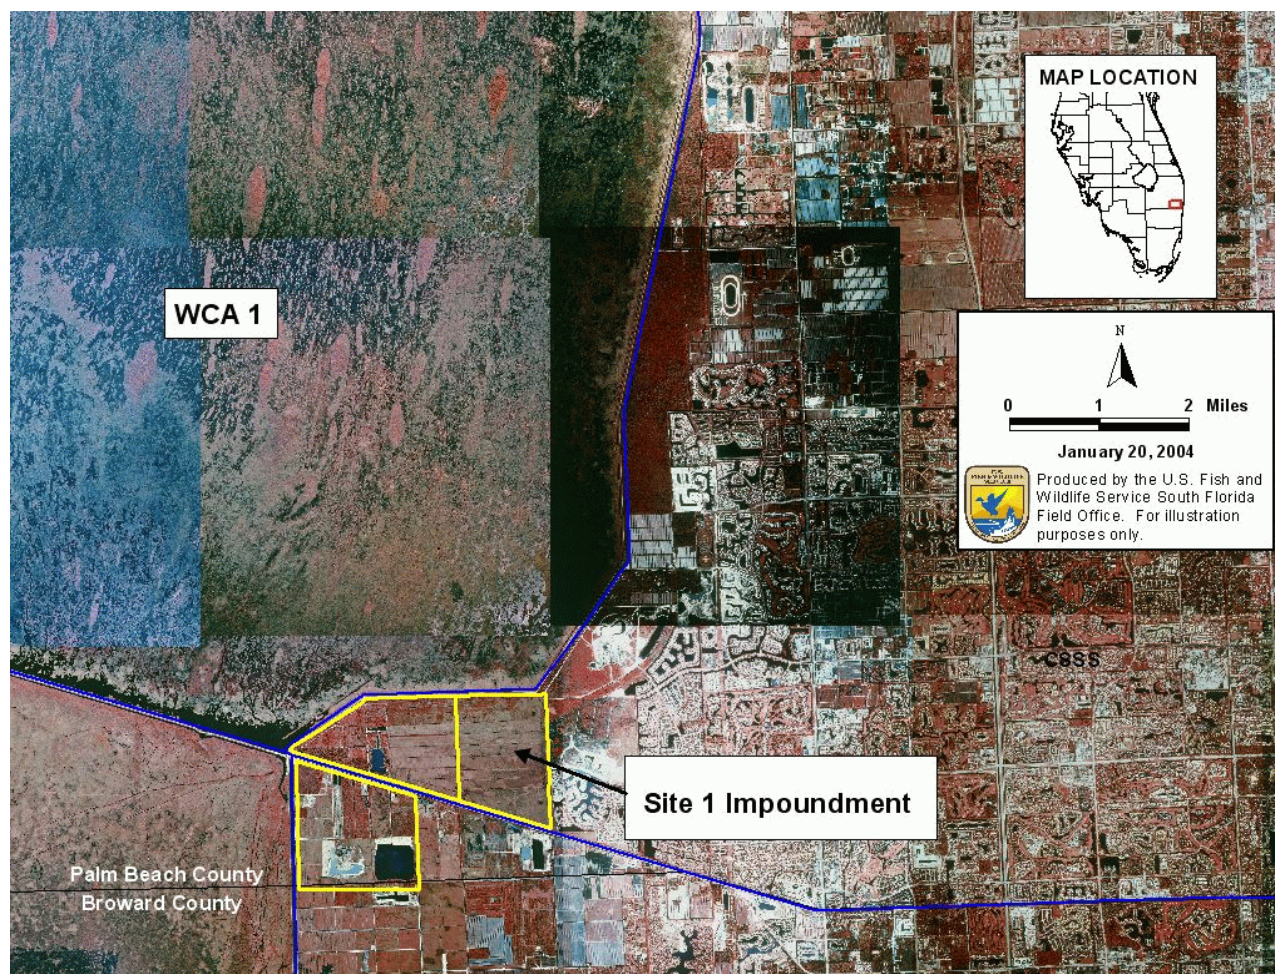 MAP LOCATION
WCA 1
N
0 1 2 Miles
January 20, 2004
Produced by the U.S. Fish and
Wildlife Service South Florida
Field Office. For illustration
purposes only.
C8SS
Site 1 Impoundment
Palm Beach County
Broward County